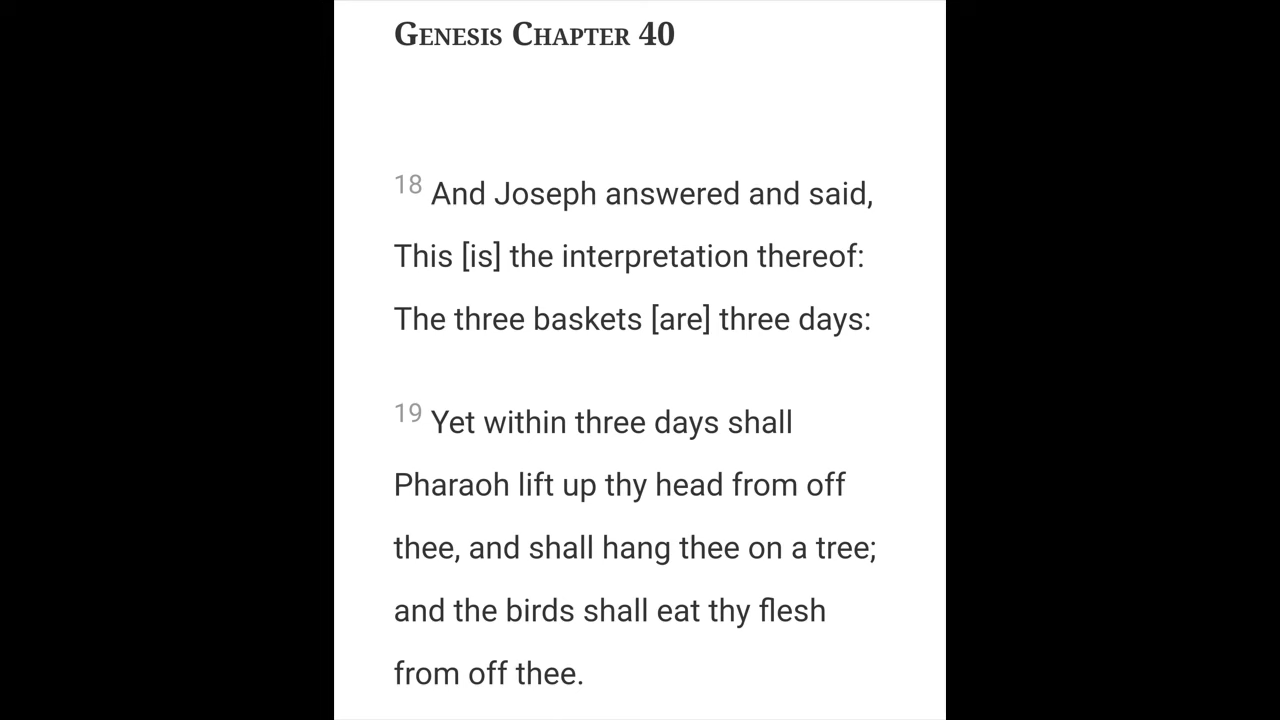 Genesis Chapter 40
18 And Joseph answered and said,
This [is] the interpretation thereof:
The three baskets [are] three days:
19 Yet within three days shall
Pharaoh lift up thy head from off
thee, and shall hang thee on a tree;
and the birds shall eat thy flesh
from off thee.